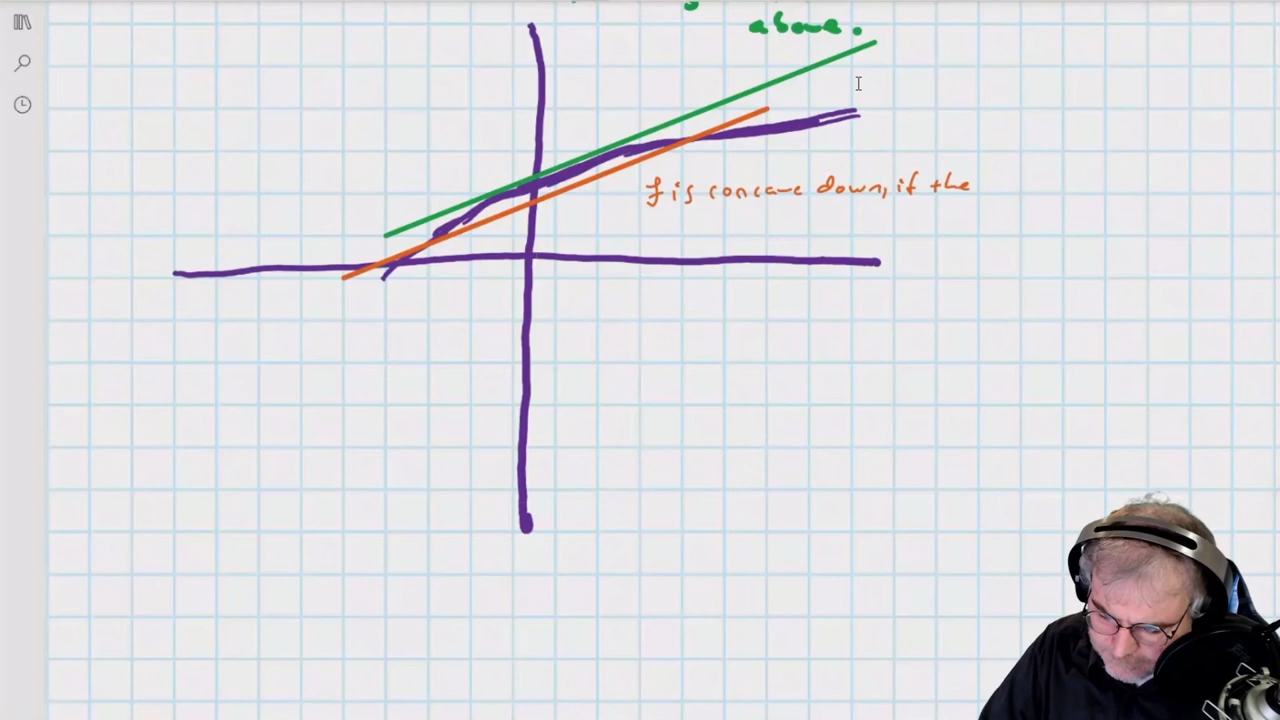 above.
f is concave down, if the